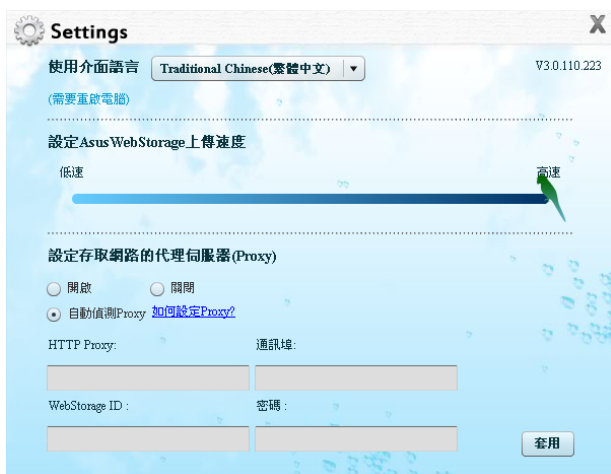 Settings
X
使用介面語言 Traditional Chinese(繁體中文) V3.0.110.223
(需要重啟電腦)
設定AsusWebStorage上傳速度
低速 高速
設定存取網路的代理伺服器(Proxy)
開啟 關閉
自動偵測Proxy 如何設定Proxy?
HTTP Proxy: 通訊埠:
WebStorage ID : 密碼 :
套用